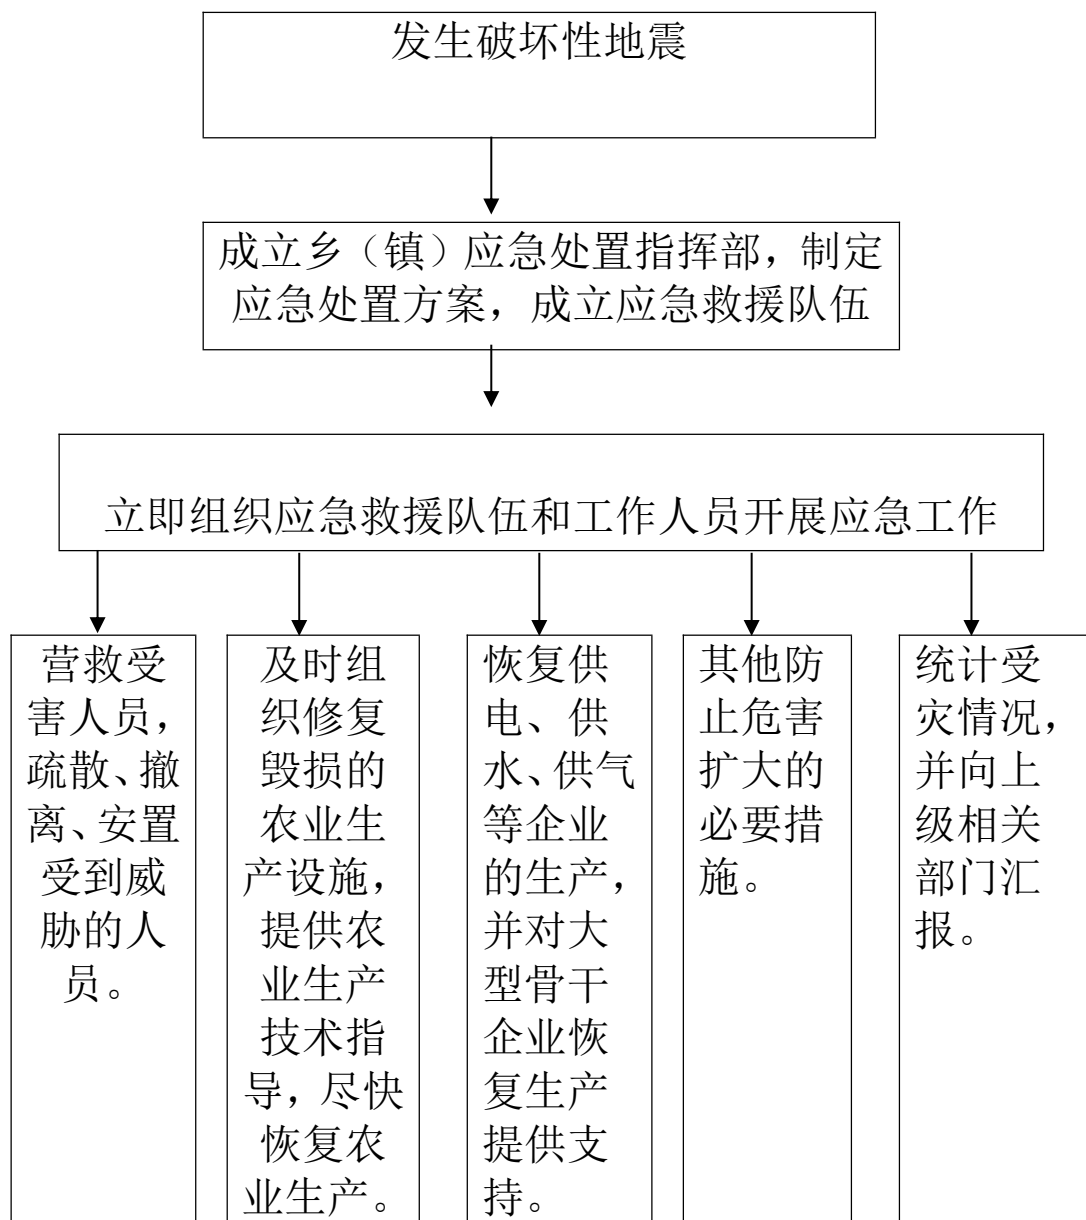 发生破坏性地震
成立乡（镇）应急处置指挥部，制定
应急处置方案，成立应急救援队伍
立即组织应急救援队伍和工作人员开展应急工作
营救受
害人员，
疏散、撤
离、安置
受到威
胁的人
员。
及时组
织修复
毁损的
农业生
产设施，
提供农
业生产
技术指
导，尽快
恢复农
业生产。
恢复供
电、供
水、供气
等企业
的生产，
并对大
型骨干
企业恢
复生产
提供支
持。
其他防
止危害
扩大的
必要措
施。
统计受
灾情况，
并向上
级相关
部门汇
报。